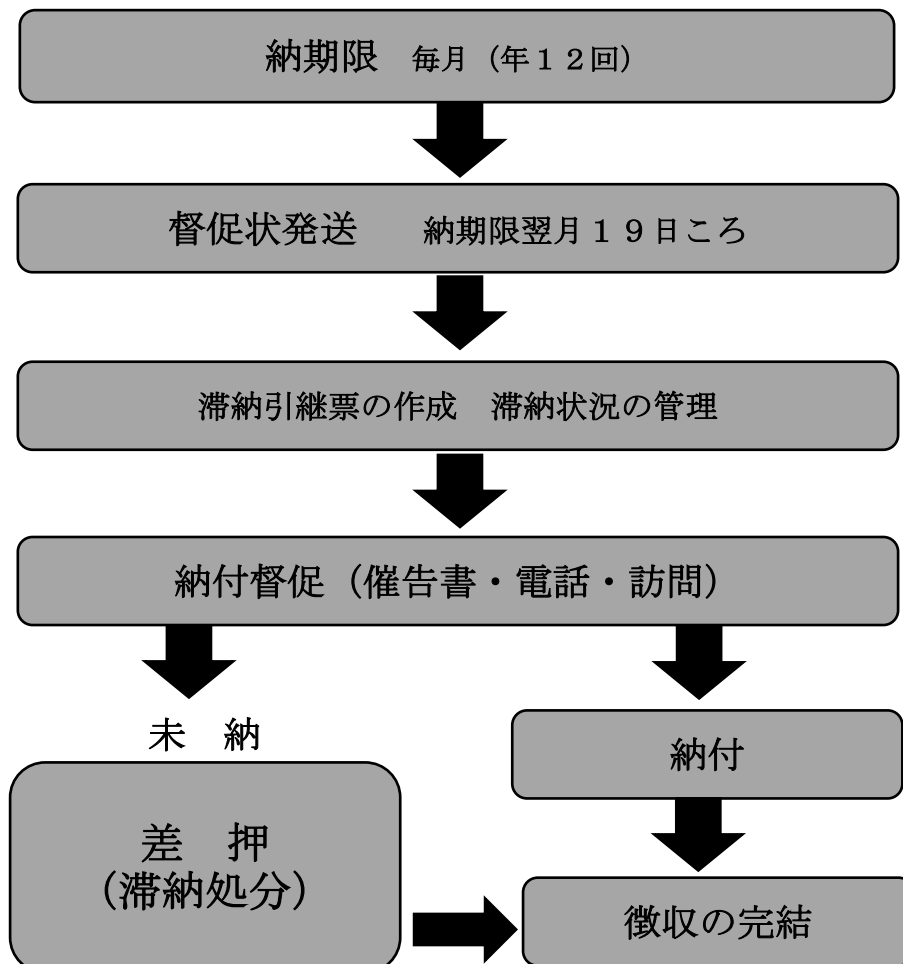 納期限　毎月（年１２回）
督促状発送　　納期限翌月１９日ころ
滞納引継票の作成　滞納状況の管理
納付督促（催告書・電話・訪問）
未　納
納付
差　押
（滞納処分）
徴収の完結